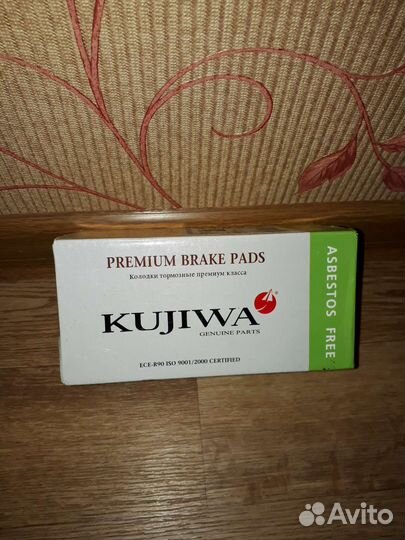 PREMIUM BRAKE PADS
Колодки тормозные премиум класса
KUJIWA
GENUINE PARTS
ECE-R90 ISO 9001/2000 CERTIFIED
ASBESTOS FREE
Avito